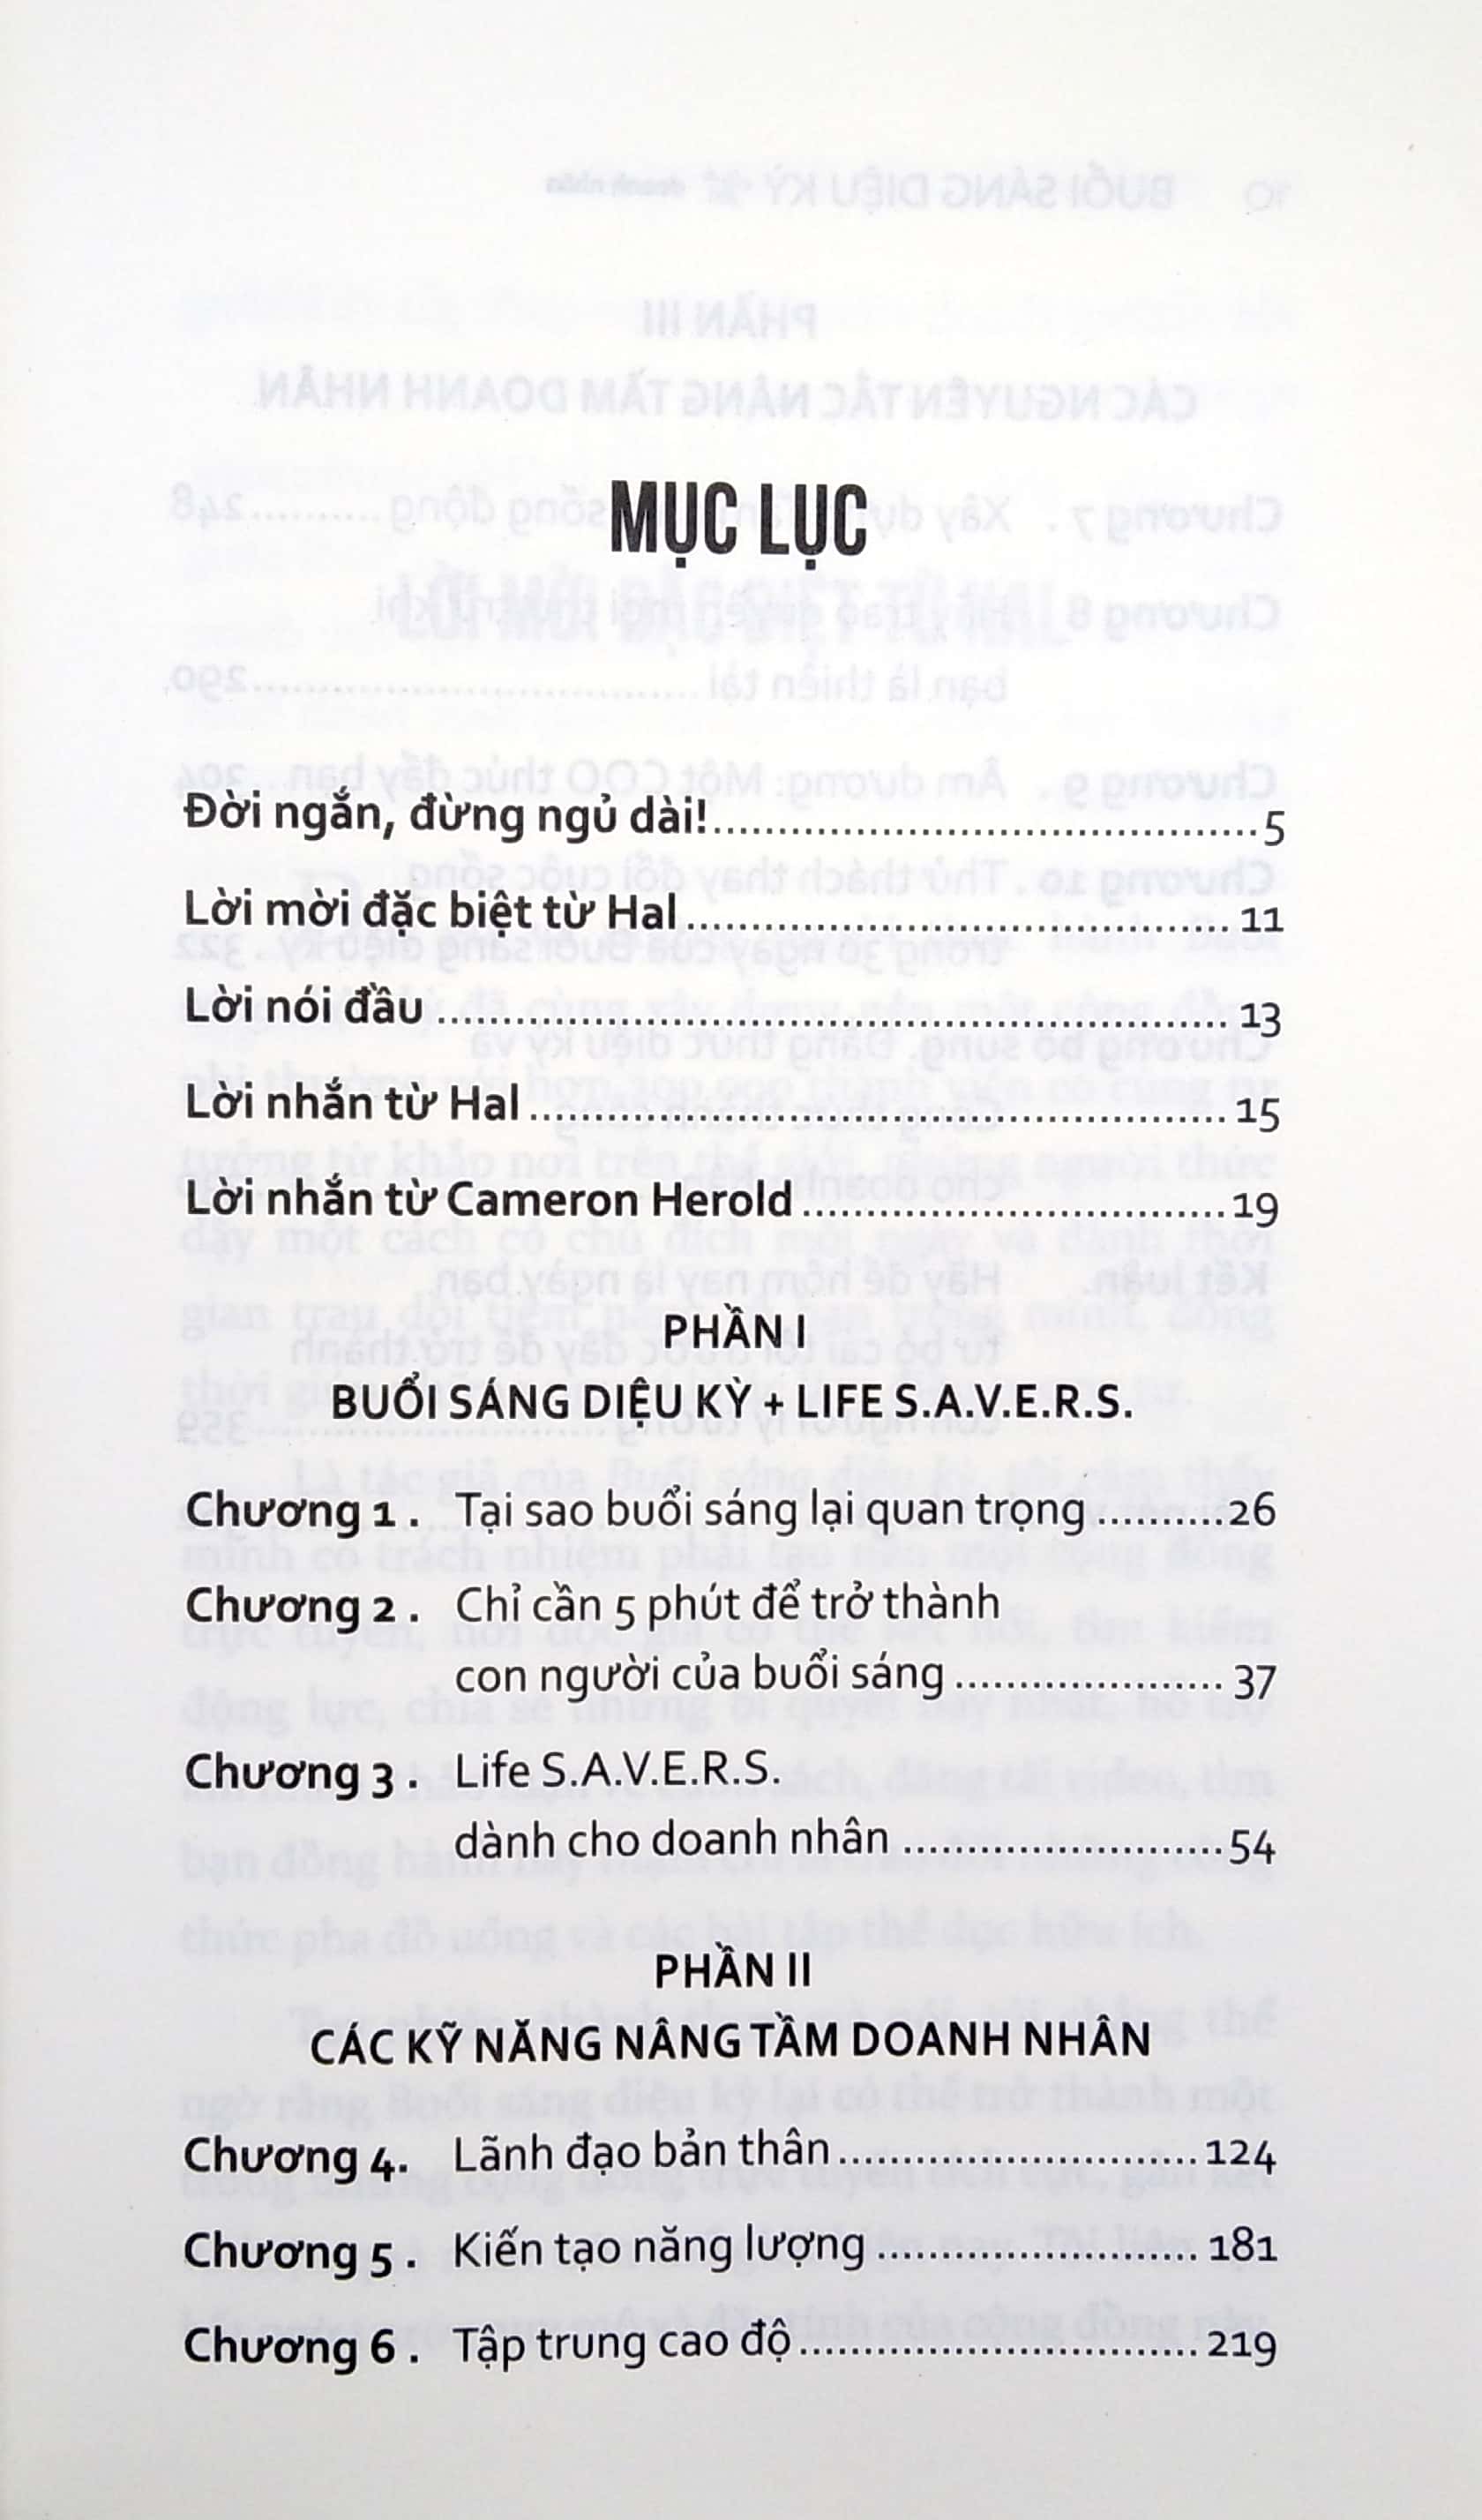 MỤC LỤC
Đời ngắn, đừng ngủ dài!..........................................5
Lời mời đặc biệt từ Hal.......................................... 11
Lời nói đầu ............................................................. 13
Lời nhắn từ Hal...................................................... 15
Lời nhắn từ Cameron Herold.................................19
PHẦN I
BUỔI SÁNG DIỆU KỲ + LIFE S.A.V.E.R.S.
Chương 1 . Tại sao buổi sáng lại quan trọng ..........26
Chương 2 . Chỉ cần 5 phút để trở thành
con người của buổi sáng ..................... 37
Chương 3 . Life S.A.V.E.R.S.
dành cho doanh nhân .........................54
PHẦN II
CÁC KỸ NĂNG NÂNG TẦM DOANH NHÂN
Chương 4. Lãnh đạo bản thân............................124
Chương 5 . Kiến tạo năng lượng ......................... 181
Chương 6 . Tập trung cao độ............................... 219